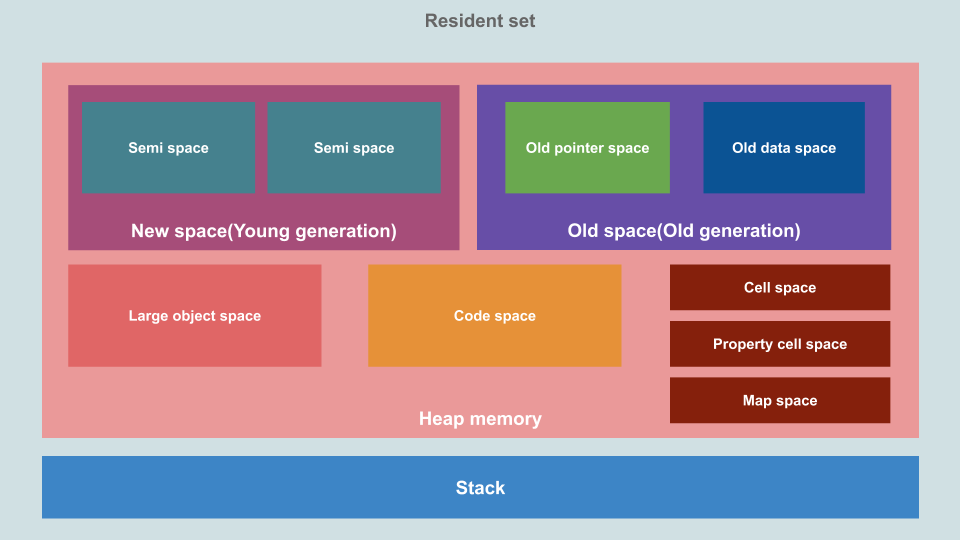 Resident set
Semi space
Semi space
Old pointer space
Old data space
New space(Young generation)
Old space(Old generation)
Large object space
Code space
Cell space
Property cell space
Map space
Heap memory
Stack